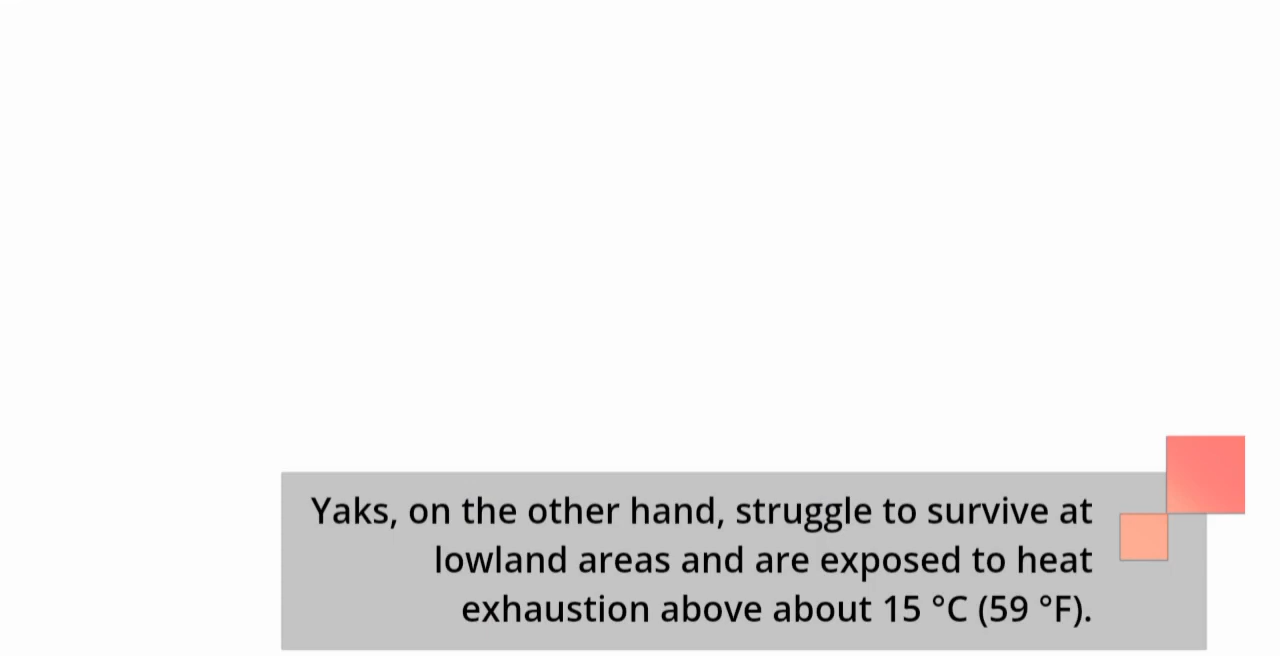 Yaks, on the other hand, struggle to survive at
lowland areas and are exposed to heat
exhaustion above about 15 °C (59 °F).